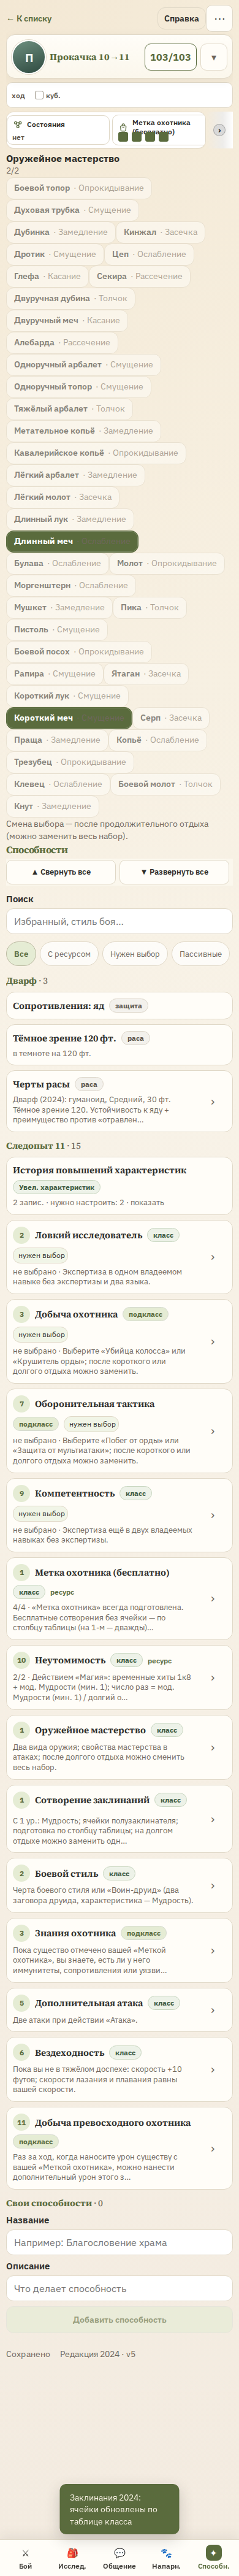 ← К списку
Справка
···
П
Прокачка 10→11
103/103
▾
ход
куб.
Состояния
нет
Метка охотника
(бесплатно)
›
Оружейное мастерство
2/2
Боевой топор · Опрокидывание
Духовая трубка · Смущение
Дубинка · Замедление
Кинжал · Засечка
Дротик · Смущение
Цеп · Ослабление
Глефа · Касание
Секира · Рассечение
Двуручная дубина · Толчок
Двуручный меч · Касание
Алебарда · Рассечение
Одноручный арбалет · Смущение
Одноручный топор · Смущение
Тяжёлый арбалет · Толчок
Метательное копьё · Замедление
Кавалерийское копьё · Опрокидывание
Лёгкий арбалет · Замедление
Лёгкий молот · Засечка
Длинный лук · Замедление
Длинный меч
Булава · Ослабление
Молот · Опрокидывание
Моргенштерн · Ослабление
Мушкет · Замедление
Пика · Толчок
Пистоль · Смущение
Боевой посох · Опрокидывание
Рапира · Смущение
Ятаган · Засечка
Короткий лук · Смущение
Короткий меч
Серп · Засечка
Праща · Замедление
Копьё · Ослабление
Трезубец · Опрокидывание
Клевец · Ослабление
Боевой молот · Толчок
Кнут · Замедление
Смена выбора — после продолжительного отдыха
(можно заменить весь набор).
Способности
▲ Свернуть все
▼ Развернуть все
Поиск
Избранный, стиль боя…
Все
С ресурсом
Нужен выбор
Пассивные
Дварф · 3
Сопротивления: яд
защита
Тёмное зрение 120 фт.
раса
в темноте на 120 фт.
Черты расы
раса
Дварф (2024): гуманоид, Средний, 30 фт.
Тёмное зрение 120. Устойчивость к яду +
преимущество против «отравлен…
›
Следопыт 11 · 15
История повышений характеристик
Увел. характеристик
2 запис. · нужно настроить: 2 · показать
2
Ловкий исследователь
класс
нужен выбор
не выбрано · Экспертиза в одном владеемом
навыке без экспертизы и два языка.
›
3
Добыча охотника
подкласс
нужен выбор
не выбрано · Выберите «Убийца колосса» или
«Крушитель орды»; после короткого или
долгого отдыха можно заменить.
›
7
Оборонительная тактика
подкласс
нужен выбор
не выбрано · Выберите «Побег от орды» или
«Защита от мультиатаки»; после короткого или
долгого отдыха можно заменить.
›
9
Компетентность
класс
нужен выбор
не выбрано · Экспертиза ещё в двух владеемых
навыках без экспертизы.
›
1
Метка охотника (бесплатно)
класс
ресурс
4/4 · «Метка охотника» всегда подготовлена.
Бесплатные сотворения без ячейки — по
столбцу таблицы (на 1-м — дважды)…
›
10
Неутомимость
класс
ресурс
2/2 · Действием «Магия»: временные хиты 1к8
+ мод. Мудрости (мин. 1); число раз = мод.
Мудрости (мин. 1) / долгий о…
›
1
Оружейное мастерство
класс
Два вида оружия; свойства мастерства в
атаках; после долгого отдыха можно сменить
весь набор.
›
1
Сотворение заклинаний
класс
С 1 ур.: Мудрость; ячейки полузаклинателя;
подготовка по столбцу таблицы; на долгом
отдыхе можно заменить одн…
›
2
Боевой стиль
класс
Черта боевого стиля или «Воин-друид» (два
заговора друида, характеристика — Мудрость).
›
3
Знания охотника
подкласс
Пока существо отмечено вашей «Меткой
охотника», вы знаете, есть ли у него
иммунитеты, сопротивления или уязви…
›
5
Дополнительная атака
класс
Две атаки при действии «Атака».
›
6
Вездеходность
класс
Пока вы не в тяжёлом доспехе: скорость +10
футов; скорости лазания и плавания равны
вашей скорости.
›
11
Добыча превосходного охотника
подкласс
Раз за ход, когда наносите урон существу с
вашей «Меткой охотника», можно нанести
дополнительный урон этого з…
›
Свои способности · 0
Название
Например: Благословение храма
Описание
Что делает способность
Добавить способность
Сохранено
Редакция 2024 · v5
Заклинания 2024:
ячейки обновлены по
таблице класса
Бой
Исслед.
Общение
Напарн.
Способн.